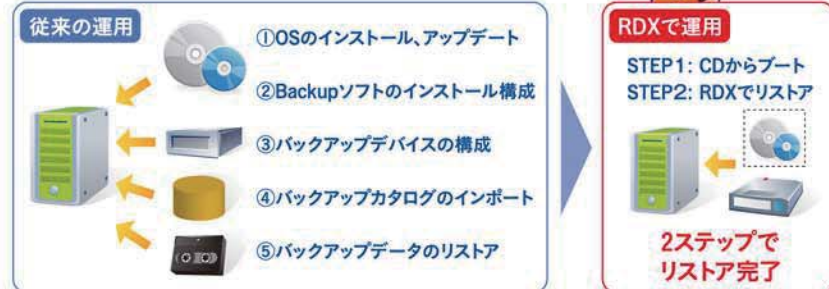 従来の運用
①OSのインストール、アップデート
②Backupソフトのインストール構成
③バックアップデバイスの構成
④バックアップカタログのインポート
⑤バックアップデータのリストア
RDXで運用
STEP1: CDからブート
STEP2: RDXでリストア
2ステップで
リストア完了